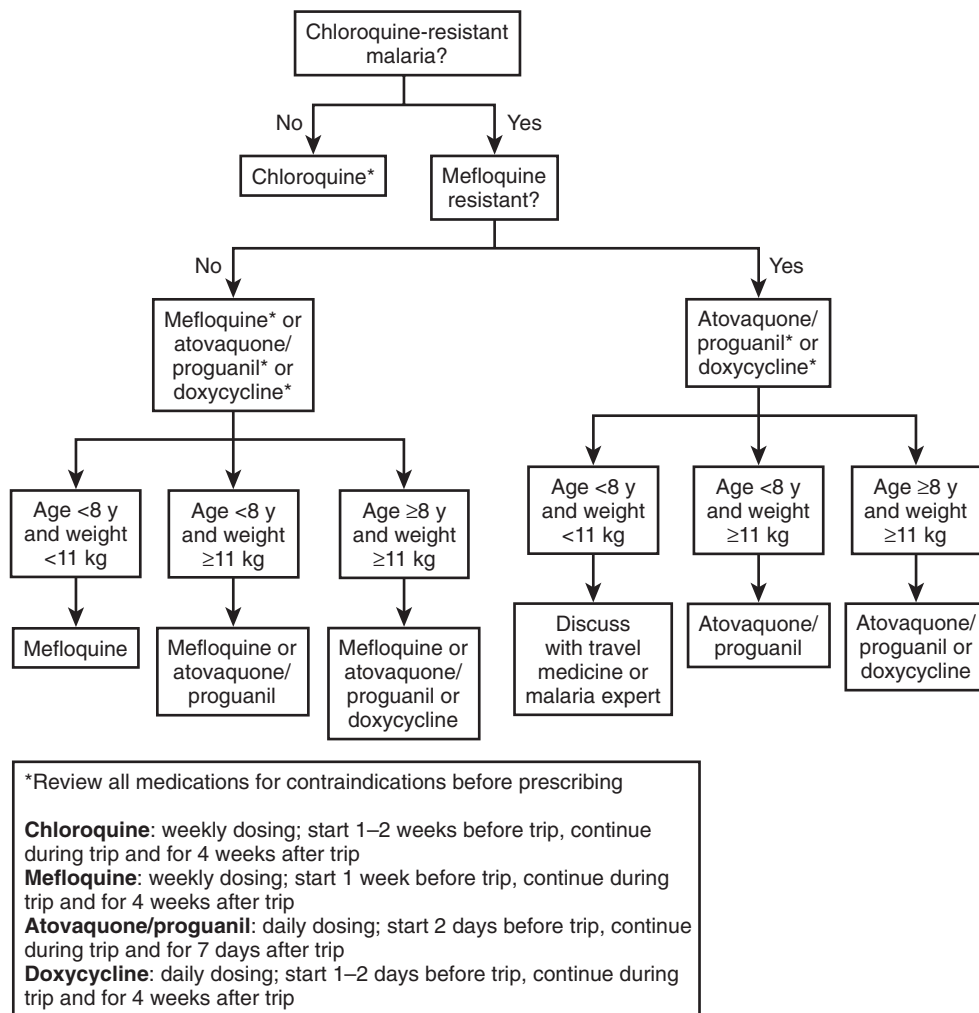 Chloroquine-resistant
malaria?
No
Yes
Chloroquine*
Mefloquine
resistant?
No
Yes
Mefloquine* or
atovaquone/
proguanil* or
doxycycline*
Atovaquone/
proguanil* or
doxycycline*
Age <8 y
and weight
<11 kg
Age <8 y
and weight
≥11 kg
Age ≥8 y
and weight
≥11 kg
Age <8 y
and weight
<11 kg
Age <8 y
and weight
≥11 kg
Age ≥8 y
and weight
≥11 kg
Mefloquine
Mefloquine or
atovaquone/
proguanil
Mefloquine or
atovaquone/
proguanil or
doxycycline
Discuss
with travel
medicine or
malaria expert
Atovaquone/
proguanil
Atovaquone/
proguanil or
doxycycline
*Review all medications for contraindications before prescribing
Chloroquine: weekly dosing; start 1–2 weeks before trip, continue
during trip and for 4 weeks after trip
Mefloquine: weekly dosing; start 1 week before trip, continue during
trip and for 4 weeks after trip
Atovaquone/proguanil: daily dosing; start 2 days before trip, continue
during trip and for 7 days after trip
Doxycycline: daily dosing; start 1–2 days before trip, continue during
trip and for 4 weeks after trip